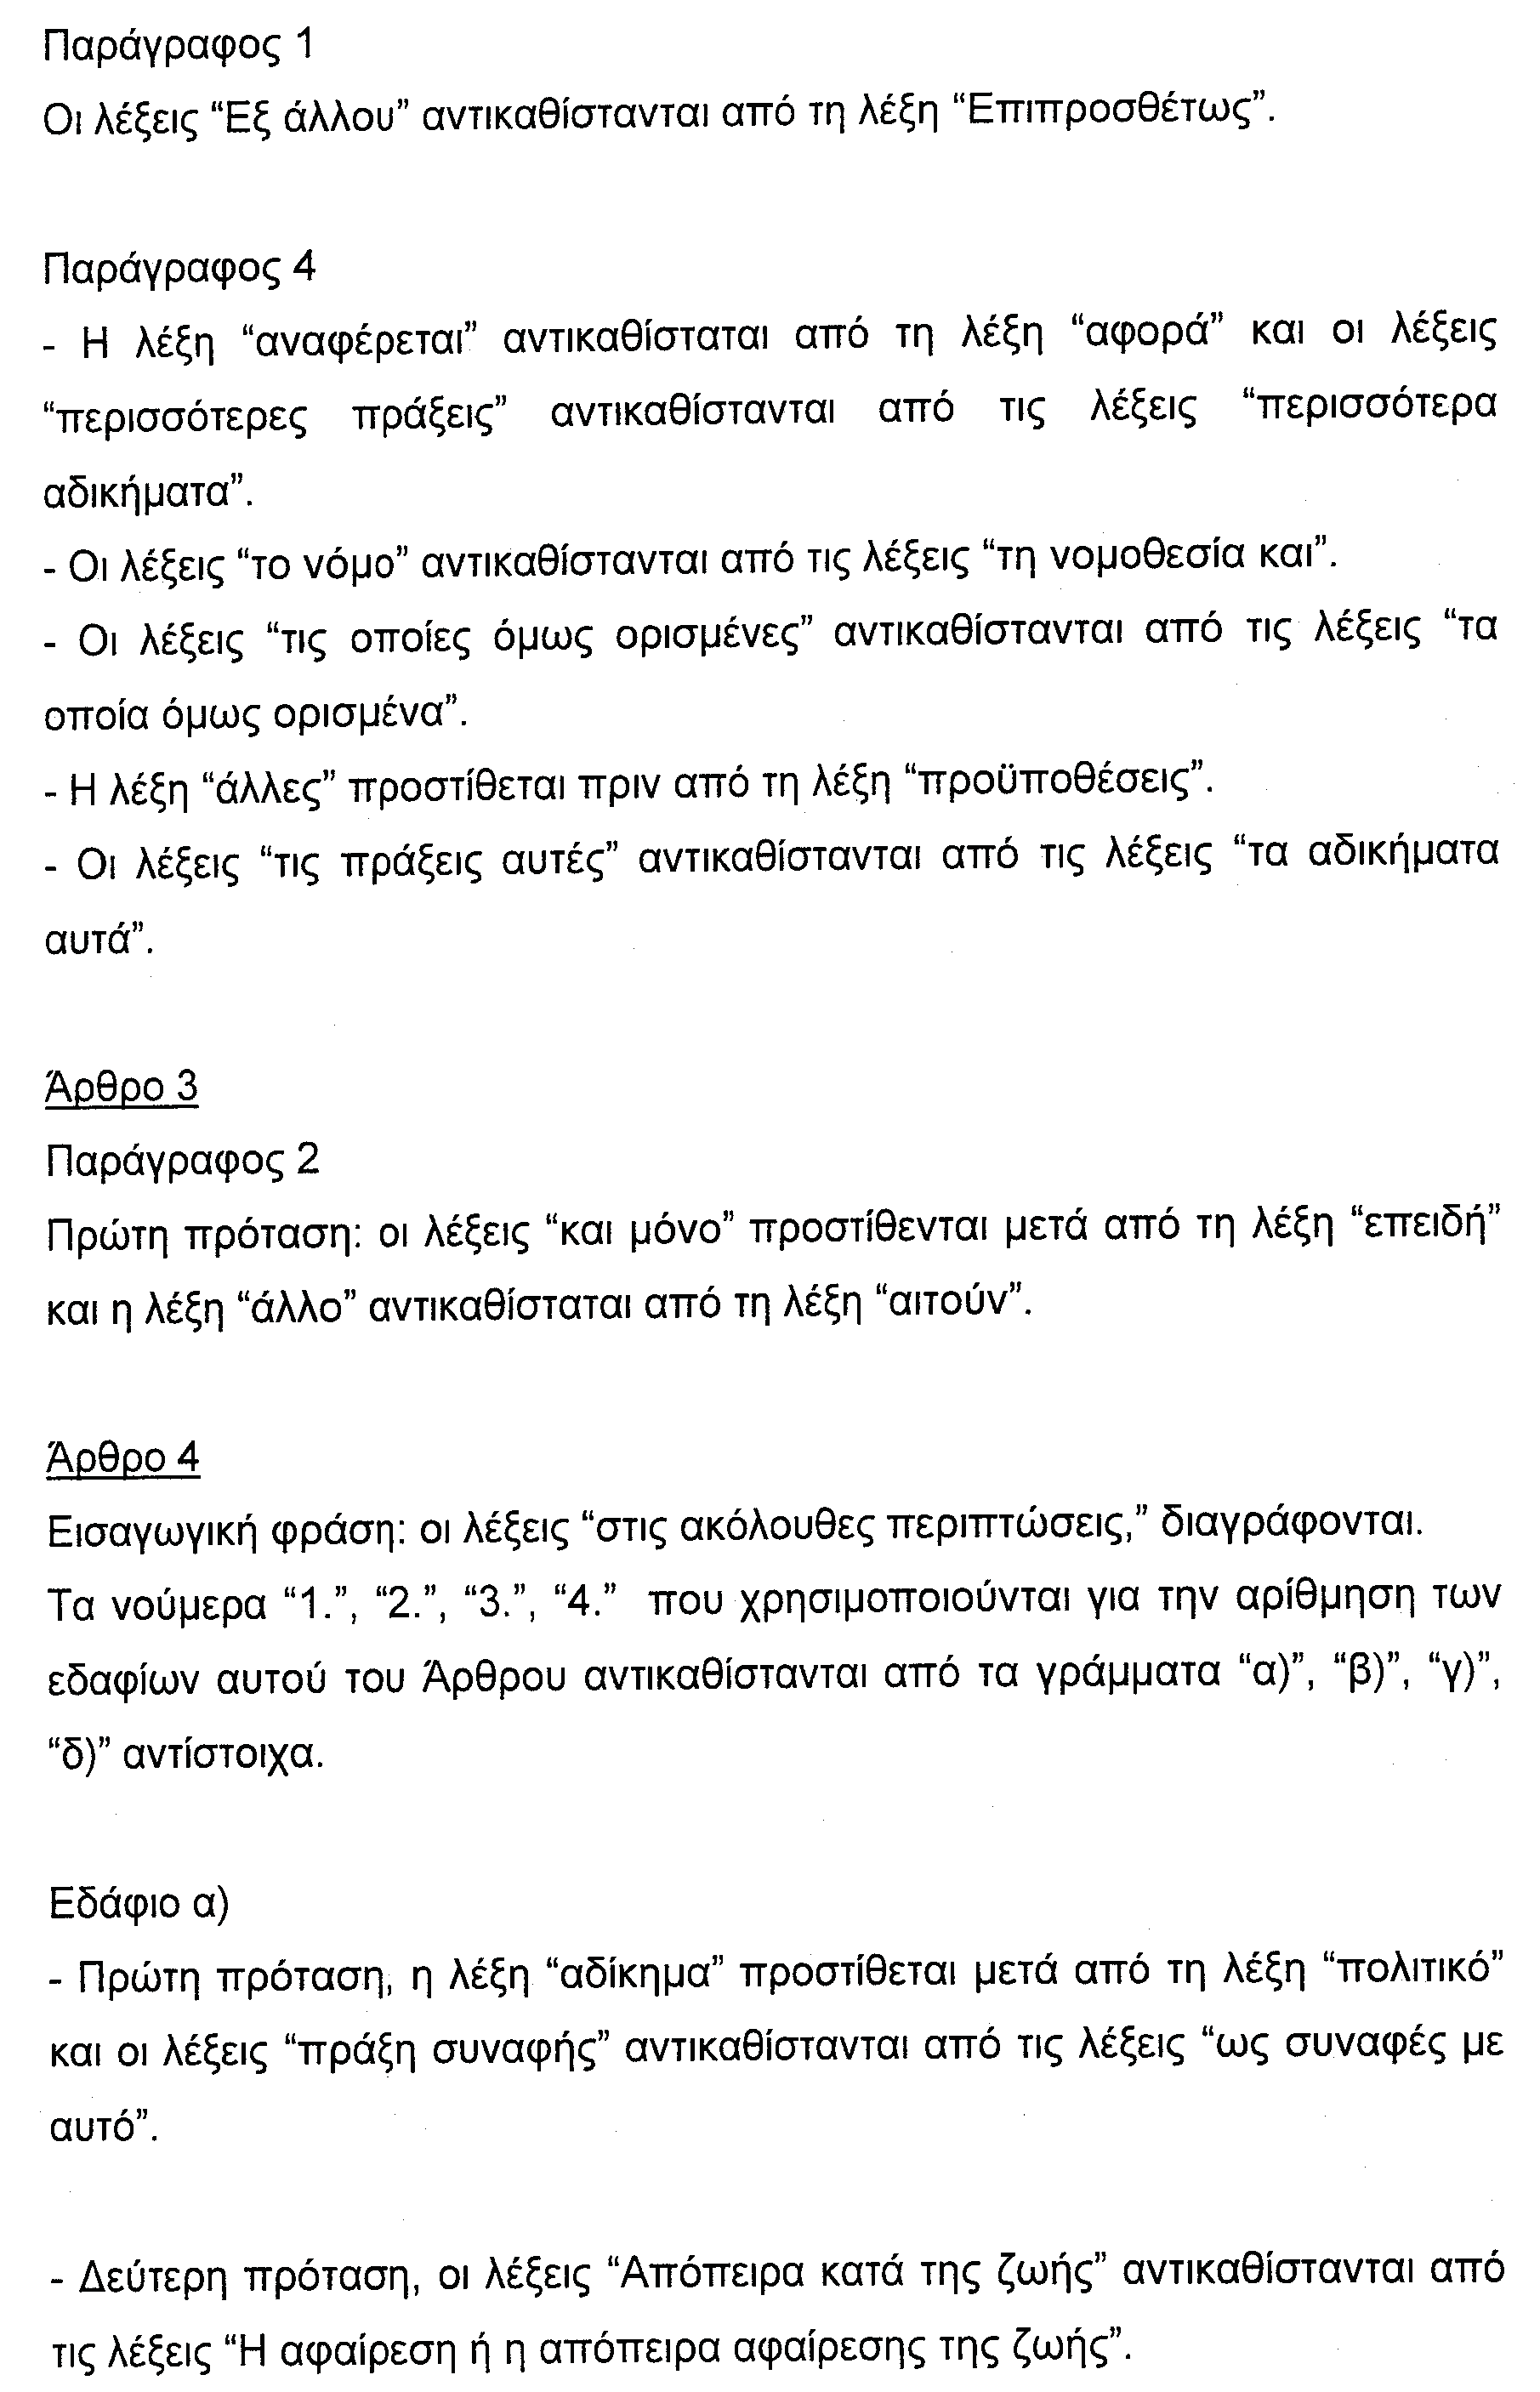 Παράγραφος 1
Οι λέξεις “Εξ άλλου” αντικαθίστανται από τη λέξη “Επιπροσθέτως”.
Παράγραφος 4
- Η λέξη “αναφέρεται” αντικαθίσταται από τη λέξη “αφορά” και οι λέξεις
“περισσότερες πράξεις” αντικαθίστανται από τις λέξεις “περισσότερα
αδικήματα”.
- Οι λέξεις “το νόμο” αντικαθίστανται από τις λέξεις “τη νομοθεσία και”.
- Οι λέξεις “τις οποίες όμως ορισμένες” αντικαθίστανται από τις λέξεις “τα
οποία όμως ορισμένα”.
- Η λέξη “άλλες” προστίθεται πριν από τη λέξη “προϋποθέσεις”.
- Οι λέξεις “τις πράξεις αυτές” αντικαθίστανται από τις λέξεις “τα αδικήματα
αυτά”.
Άρθρο 3
Παράγραφος 2
Πρώτη πρόταση: οι λέξεις “και μόνο” προστίθενται μετά από τη λέξη “επειδή”
και η λέξη “άλλο” αντικαθίσταται από τη λέξη “αιτούν”.
Άρθρο 4
Εισαγωγική φράση: οι λέξεις “στις ακόλουθες περιπτώσεις,” διαγράφονται.
Τα νούμερα “1.”, “2.”, “3.”, “4.” που χρησιμοποιούνται για την αρίθμηση των
εδαφίων αυτού του Άρθρου αντικαθίστανται από τα γράμματα “α)”, “β)”, “γ)”,
“δ)” αντίστοιχα.
Εδάφιο α)
- Πρώτη πρόταση, η λέξη “αδίκημα” προστίθεται μετά από τη λέξη “πολιτικό”
και οι λέξεις “πράξη συναφής” αντικαθίστανται από τις λέξεις “ως συναφές με
αυτό”.
- Δεύτερη πρόταση, οι λέξεις “Απόπειρα κατά της ζωής” αντικαθίστανται από
τις λέξεις “Η αφαίρεση ή η απόπειρα αφαίρεσης της ζωής”.